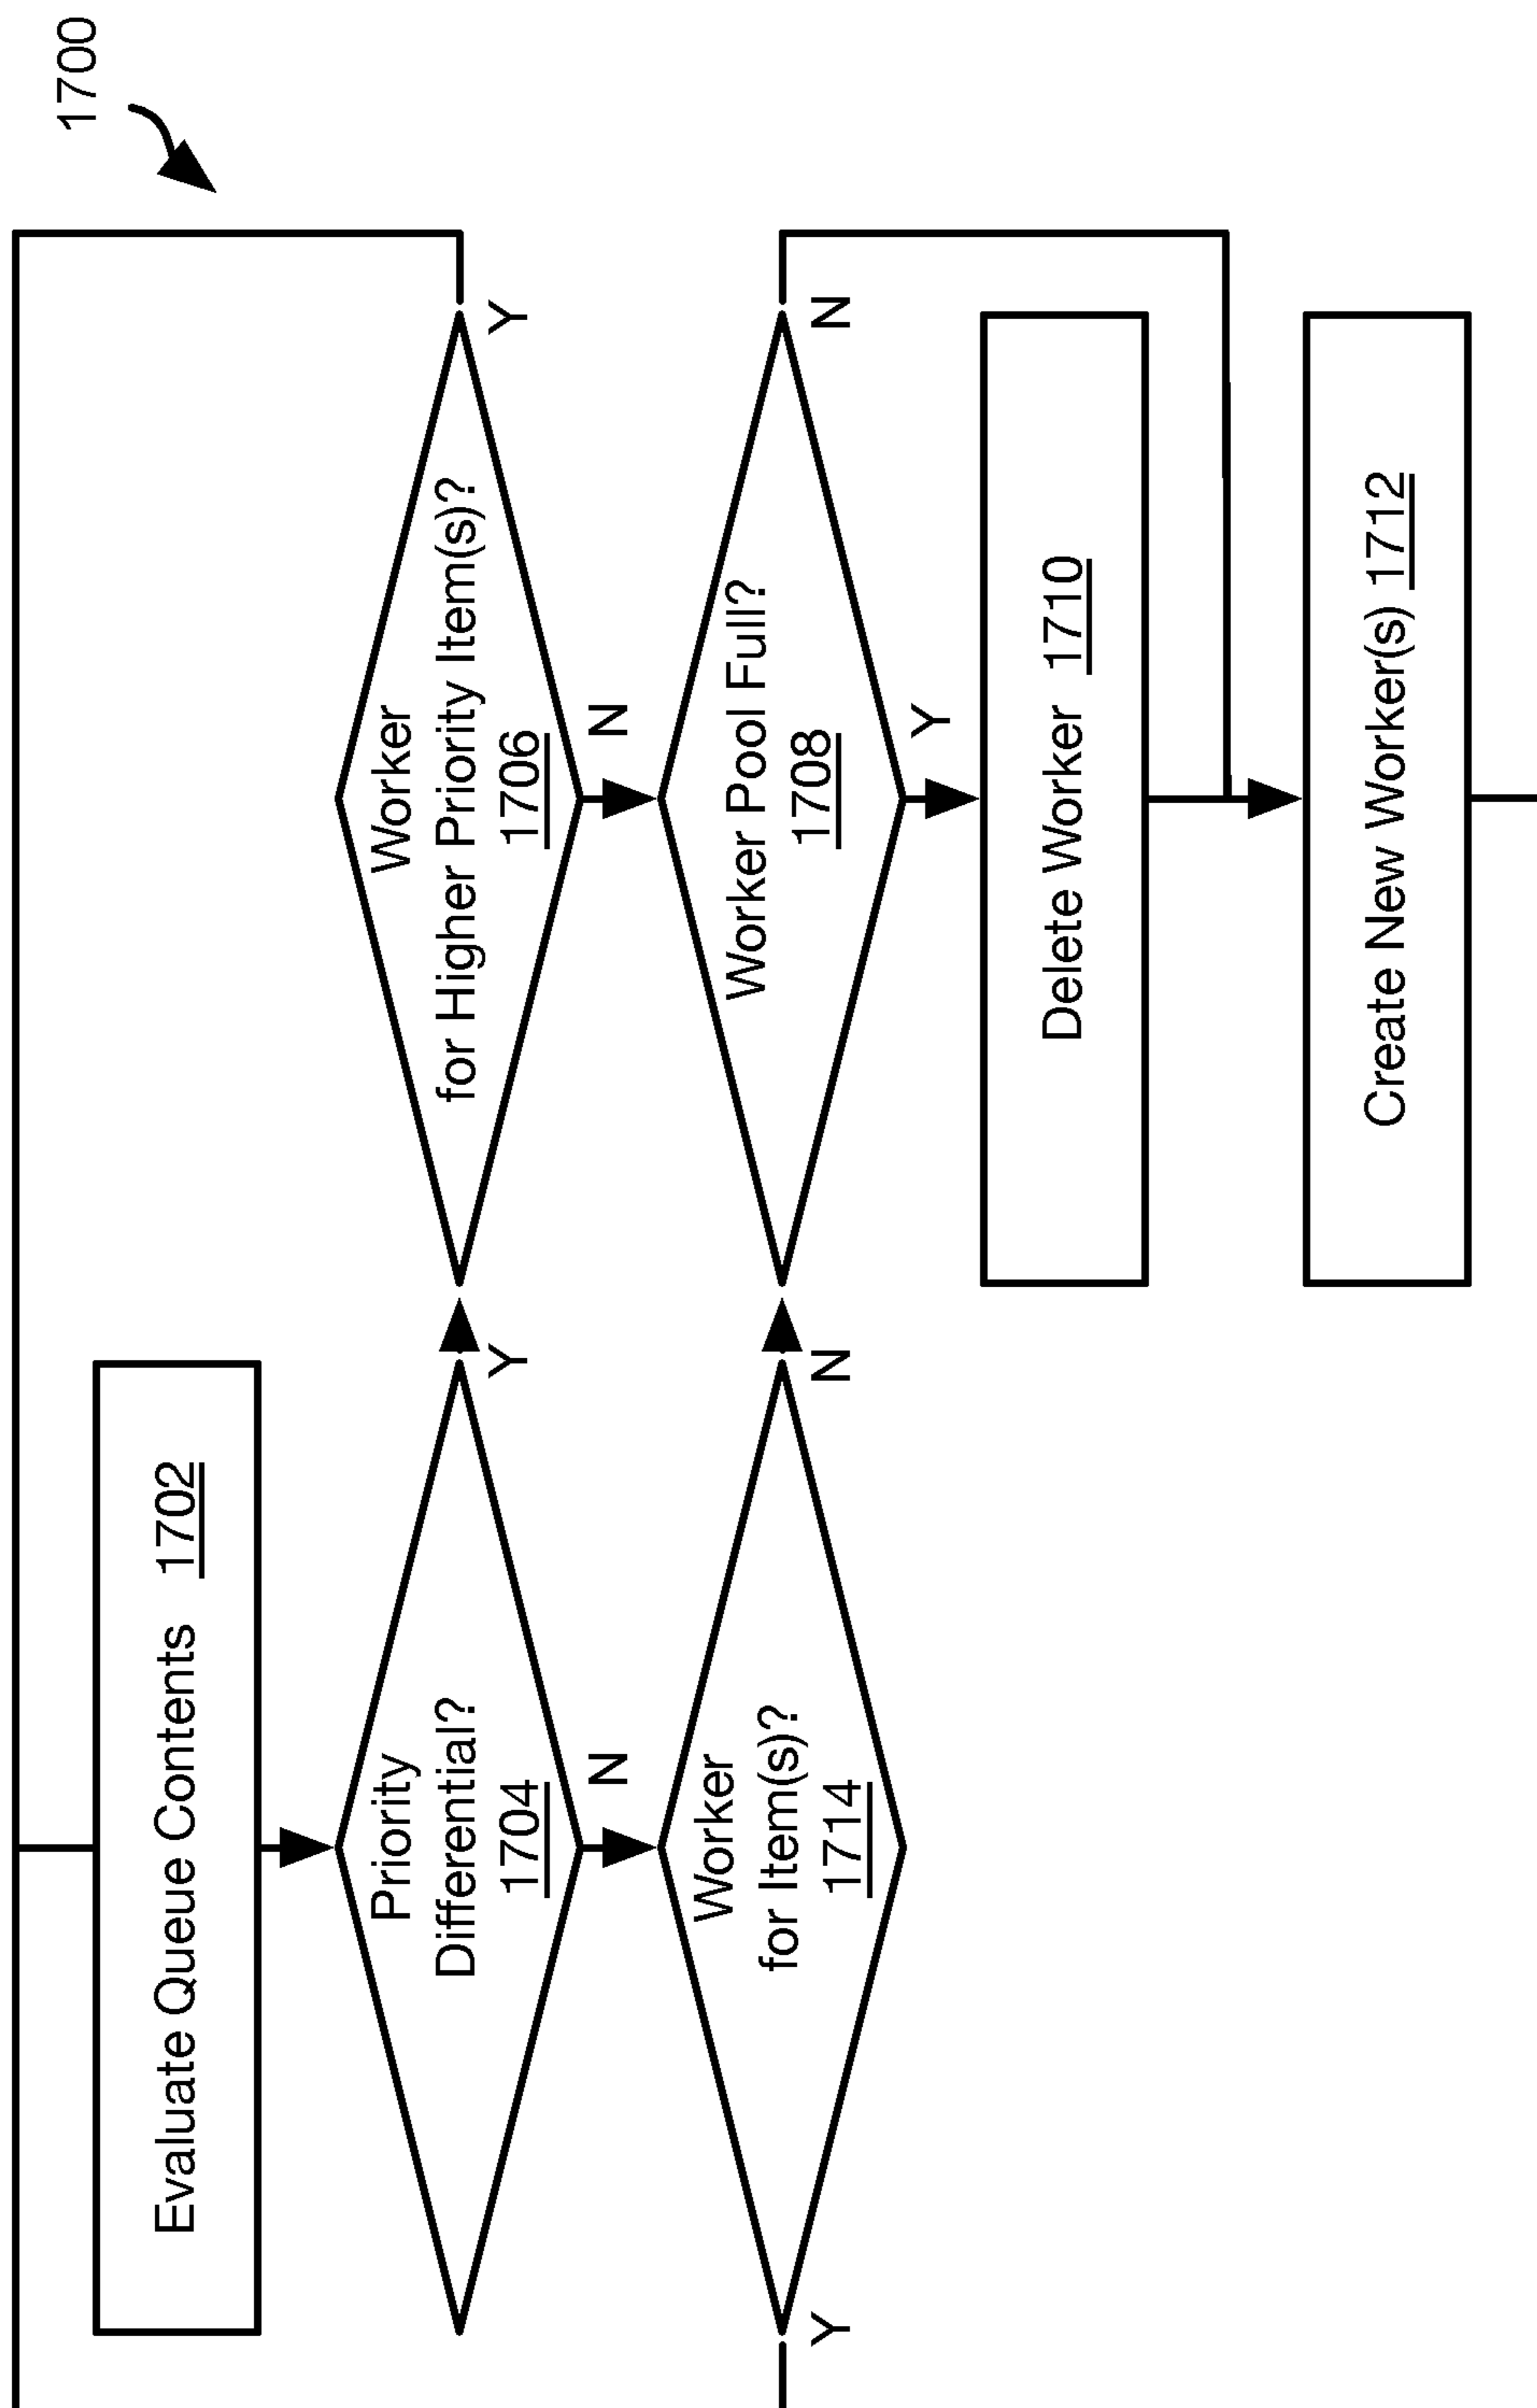 1700
Evaluate Queue Contents 1702
Priority
Differential?
1704
Y
N
Worker
for Higher Priority Item(s)?
1706
Y
N
Worker
for Item(s)?
1714
Y
N
Worker Pool Full?
1708
N
Y
Delete Worker 1710
Create New Worker(s) 1712